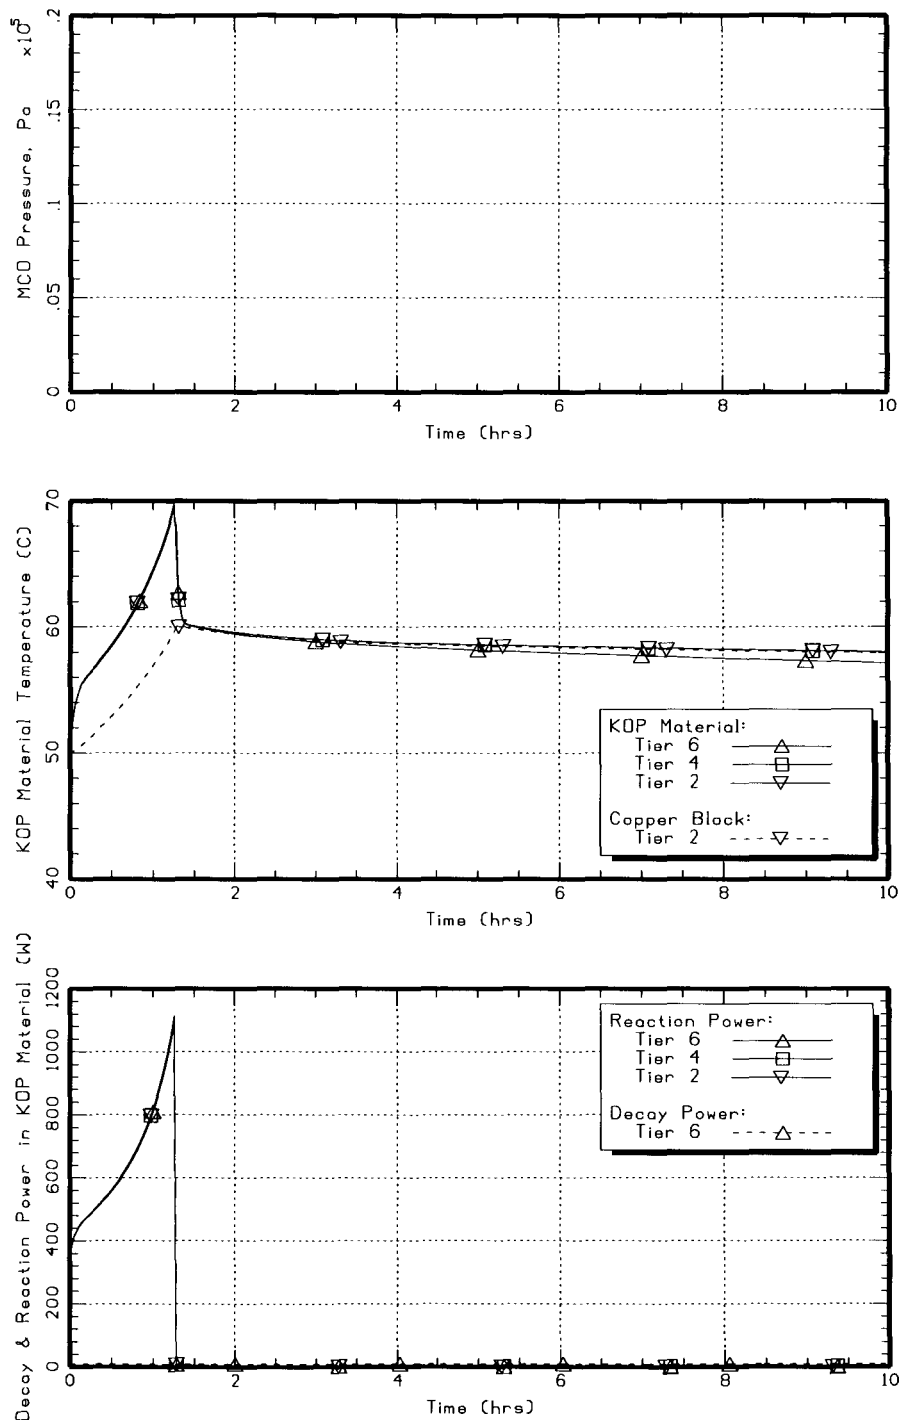 ×10⁵
MCO Pressure, Pa
.2
.15
.1
.05
0
0 2 4 6 8 10
Time (hrs)
KOP Material Temperature (C)
70
60
50
40
KOP Material:
Tier 6
Tier 4
Tier 2
Copper Block:
Tier 2
0 2 4 6 8 10
Time (hrs)
Decay & Reaction Power in KOP Material (W)
1200
1000
800
600
400
200
0
Reaction Power:
Tier 6
Tier 4
Tier 2
Decay Power:
Tier 6
0 2 4 6 8 10
Time (hrs)